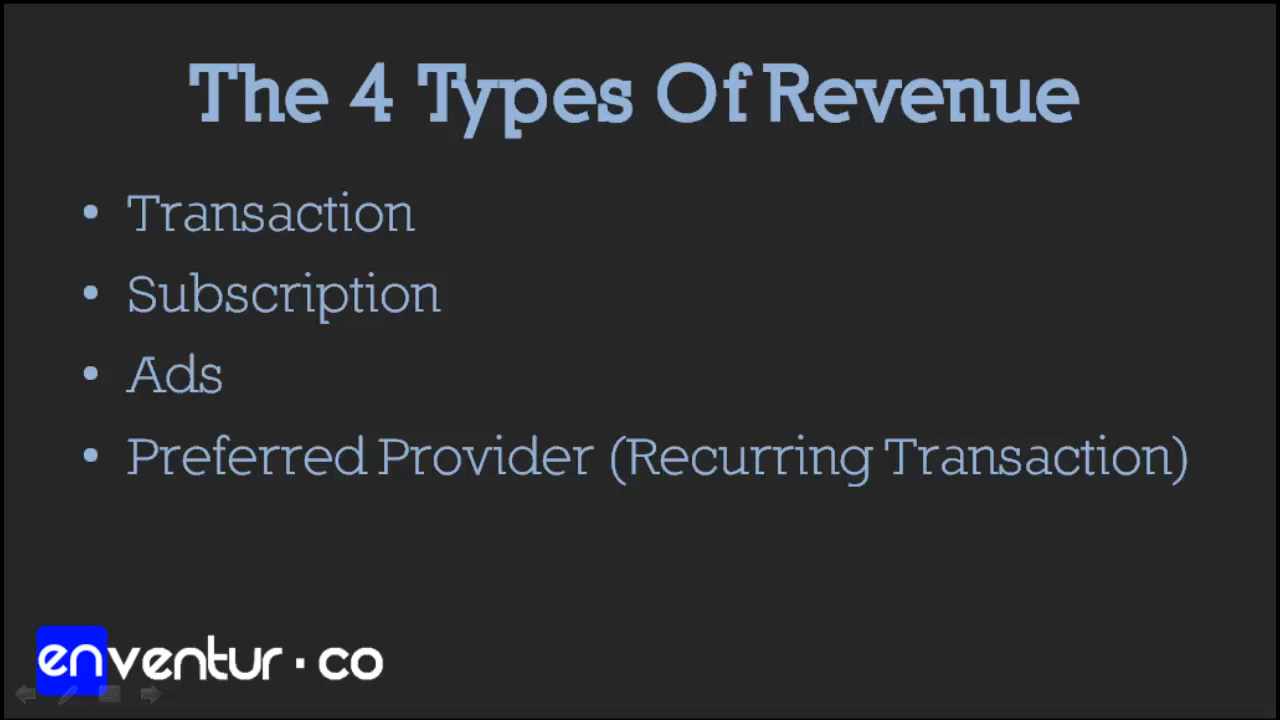 The 4 Types Of Revenue
• Transaction
• Subscription
• Ads
• Preferred Provider (Recurring Transaction)
enventur.co